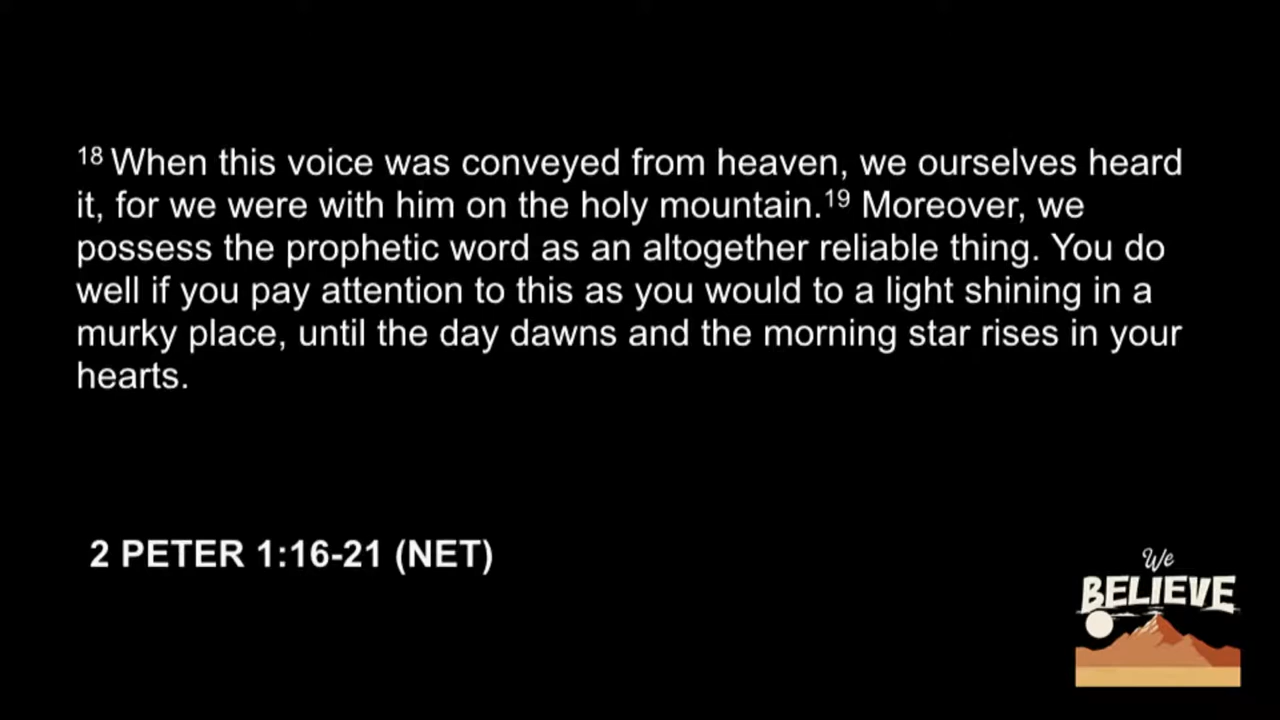 18 When this voice was conveyed from heaven, we ourselves heard
it, for we were with him on the holy mountain.19 Moreover, we
possess the prophetic word as an altogether reliable thing. You do
well if you pay attention to this as you would to a light shining in a
murky place, until the day dawns and the morning star rises in your
hearts.
2 PETER 1:16-21 (NET)
We
BELIEVE